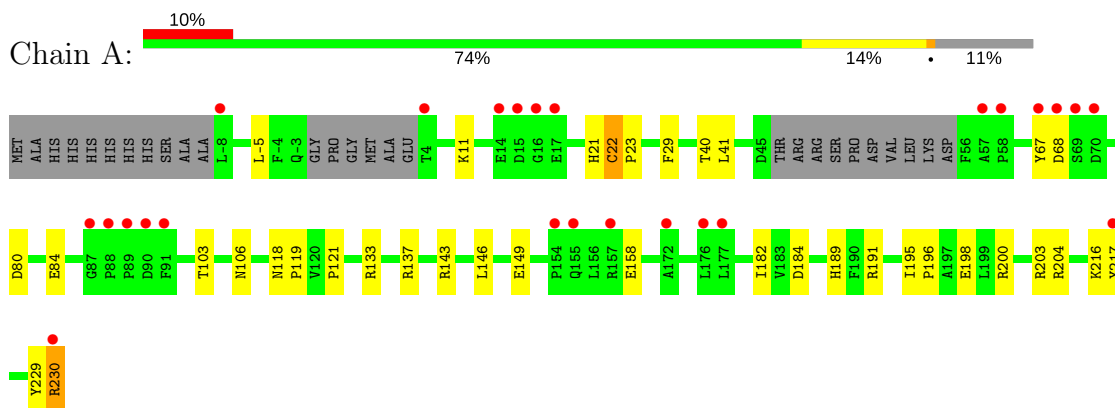 10%
Chain A:
74% 14% • 11%
MET ALA HIS HIS HIS HIS HIS HIS SER ALA ALA L-8 L-5 F-4 Q-3 GLY PRO GLY MET ALA GLU T4 K11 E14 D15 G16 E17 H21 C22 P23 F29 T40 L41 D45 THR ARG ARG SER PRO ASP VAL LEU LYS ASP F56 A57 P58 Y67 D68 S69 D70
D80 E84 G87 P88 P89 D90 F91 T103 N106 N118 P119 V120 P121 R133 R137 R143 L146 E149 P154 Q155 L156 R157 E158 A172 L176 L177 I182 V183 D184 H189 F190 R191 I195 P196 A197 E198 L199 R200 R203 R204 K216
Y229 R230